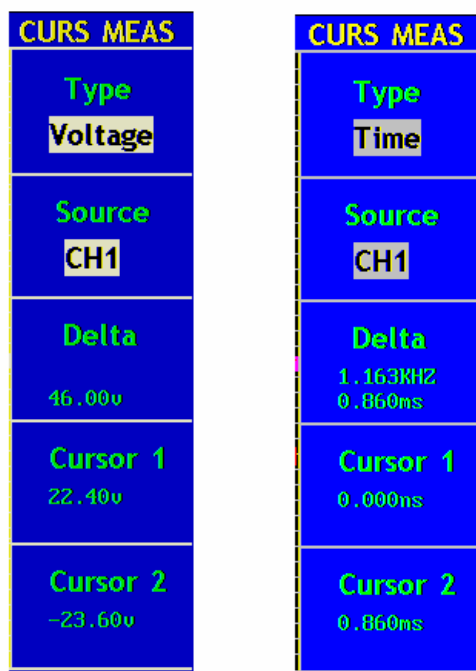 CURS MEAS
Type
Voltage
Source
CH1
Delta
46.00v
Cursor 1
22.40v
Cursor 2
-23.60v
CURS MEAS
Type
Time
Source
CH1
Delta
1.163KHZ
0.860ms
Cursor 1
0.000ns
Cursor 2
0.860ms